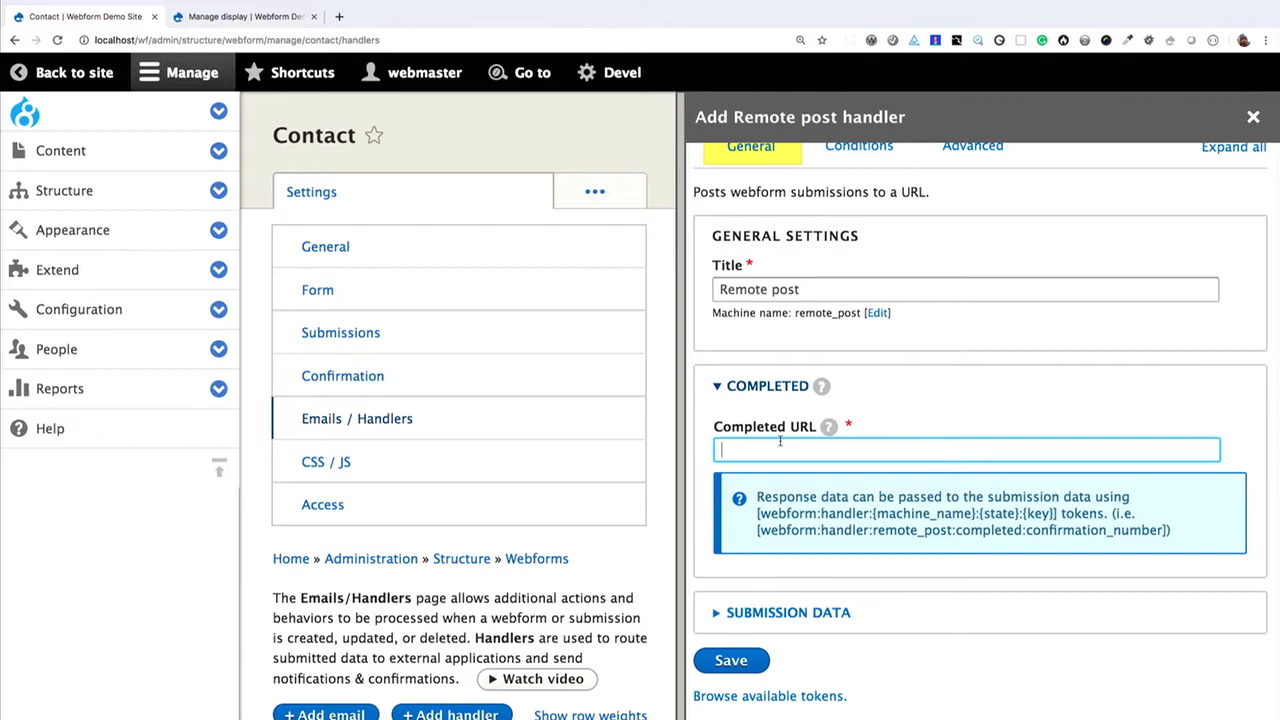 Contact | Webform Demo Site
Manage display | Webform De
localhost/wf/admin/structure/webform/manage/contact/handlers
Back to site
Manage
Shortcuts
webmaster
Go to
Devel
Content
Structure
Appearance
Extend
Configuration
People
Reports
Help
Contact
Settings
General
Form
Submissions
Confirmation
Emails / Handlers
CSS / JS
Access
Home » Administration » Structure » Webforms
The Emails/Handlers page allows additional actions and
behaviors to be processed when a webform or submission
is created, updated, or deleted. Handlers are used to route
submitted data to external applications and send
notifications & confirmations. Watch video
+ Add email
+ Add handler
Show row weights
Add Remote post handler
General
Conditions
Advanced
Expand all
Posts webform submissions to a URL.
GENERAL SETTINGS
Title *
Remote post
Machine name: remote_post [Edit]
COMPLETED ?
Completed URL ? *
? Response data can be passed to the submission data using
[webform:handler:{machine_name}:{state}:{key}] tokens. (i.e.
[webform:handler:remote_post:completed:confirmation_number])
SUBMISSION DATA
Save
Browse available tokens.